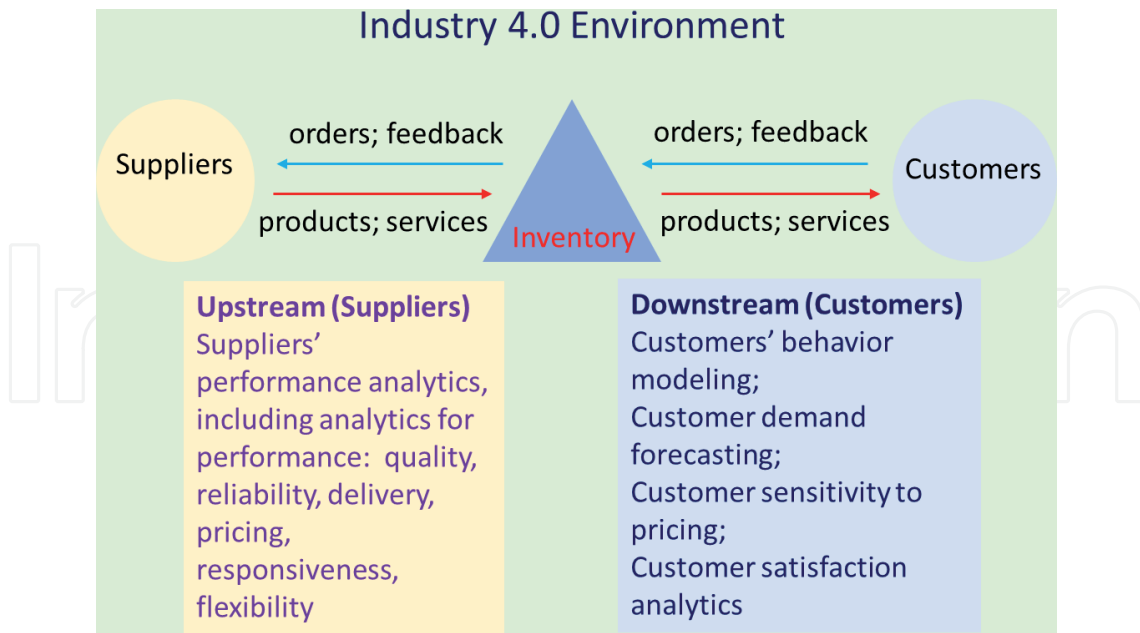 Industry 4.0 Environment
orders; feedback
orders; feedback
Suppliers
Customers
products; services
products; services
Inventory
Upstream (Suppliers)
Suppliers’
performance analytics,
including analytics for
performance:  quality,
reliability, delivery,
pricing,
responsiveness,
flexibility
Downstream (Customers)
Customers’ behavior
modeling;
Customer demand
forecasting;
Customer sensitivity to
pricing;
Customer satisfaction
analytics